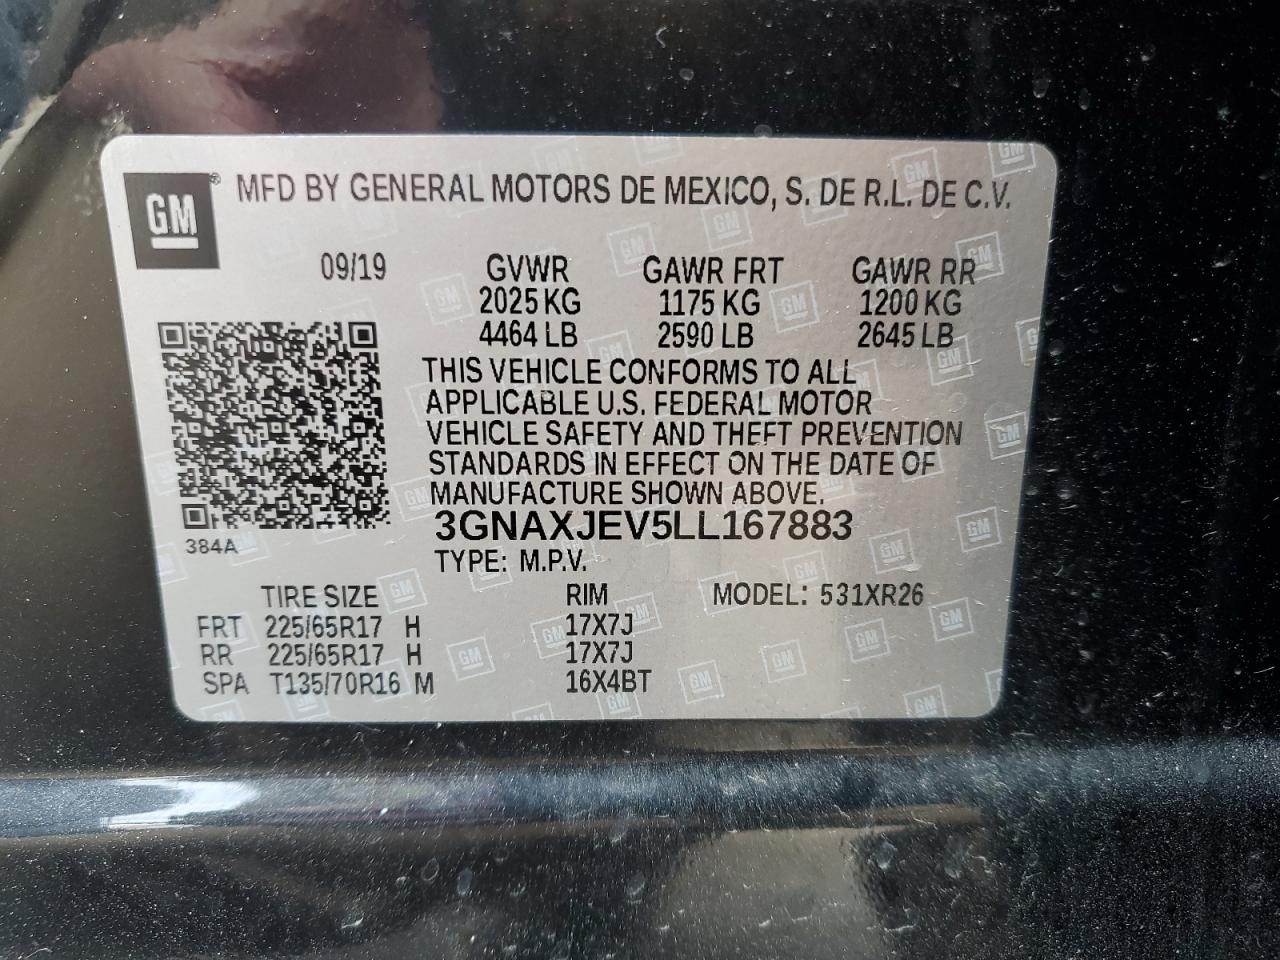 GM® MFD BY GENERAL MOTORS DE MEXICO, S. DE R.L. DE C.V.
09/19 GVWR GAWR FRT GAWR RR
2025 KG 1175 KG 1200 KG
4464 LB 2590 LB 2645 LB
THIS VEHICLE CONFORMS TO ALL
APPLICABLE U.S. FEDERAL MOTOR
VEHICLE SAFETY AND THEFT PREVENTION
STANDARDS IN EFFECT ON THE DATE OF
MANUFACTURE SHOWN ABOVE.
3GNAXJEV5LL167883
384A
TYPE: M.P.V.
TIRE SIZE RIM MODEL: 531XR26
FRT 225/65R17 H 17X7J
RR 225/65R17 H 17X7J
SPA T135/70R16 M 16X4BT